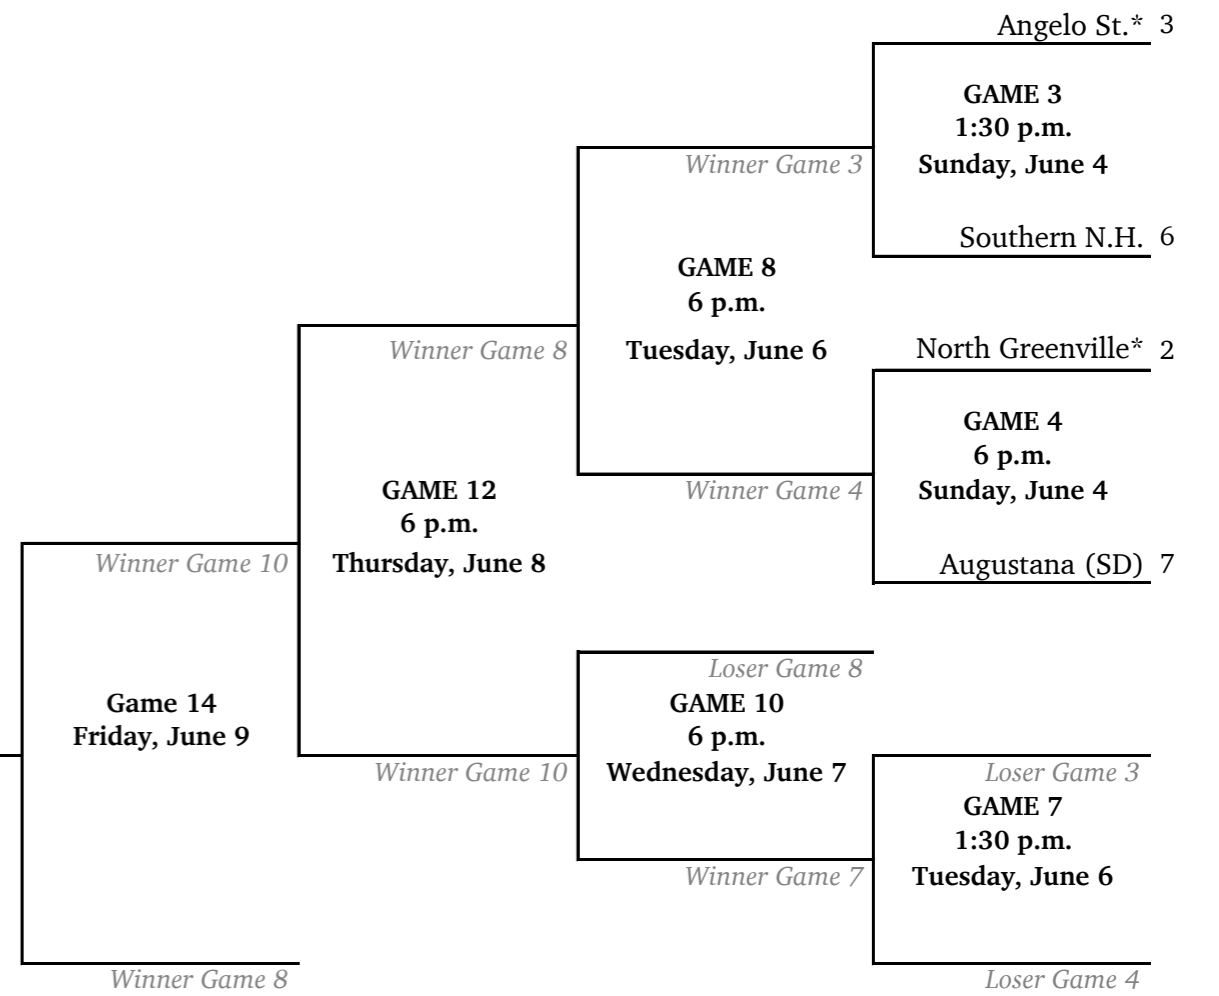 Angelo St.* 3
GAME 3
1:30 p.m.
Sunday, June 4
Winner Game 3
Southern N.H. 6
GAME 8
6 p.m.
Tuesday, June 6
Winner Game 8
North Greenville* 2
GAME 4
6 p.m.
Sunday, June 4
Winner Game 4
GAME 12
6 p.m.
Thursday, June 8
Winner Game 10
Augustana (SD) 7
Loser Game 8
GAME 10
6 p.m.
Wednesday, June 7
Game 14
Friday, June 9
Winner Game 10
Loser Game 3
GAME 7
1:30 p.m.
Tuesday, June 6
Winner Game 7
Winner Game 8
Loser Game 4